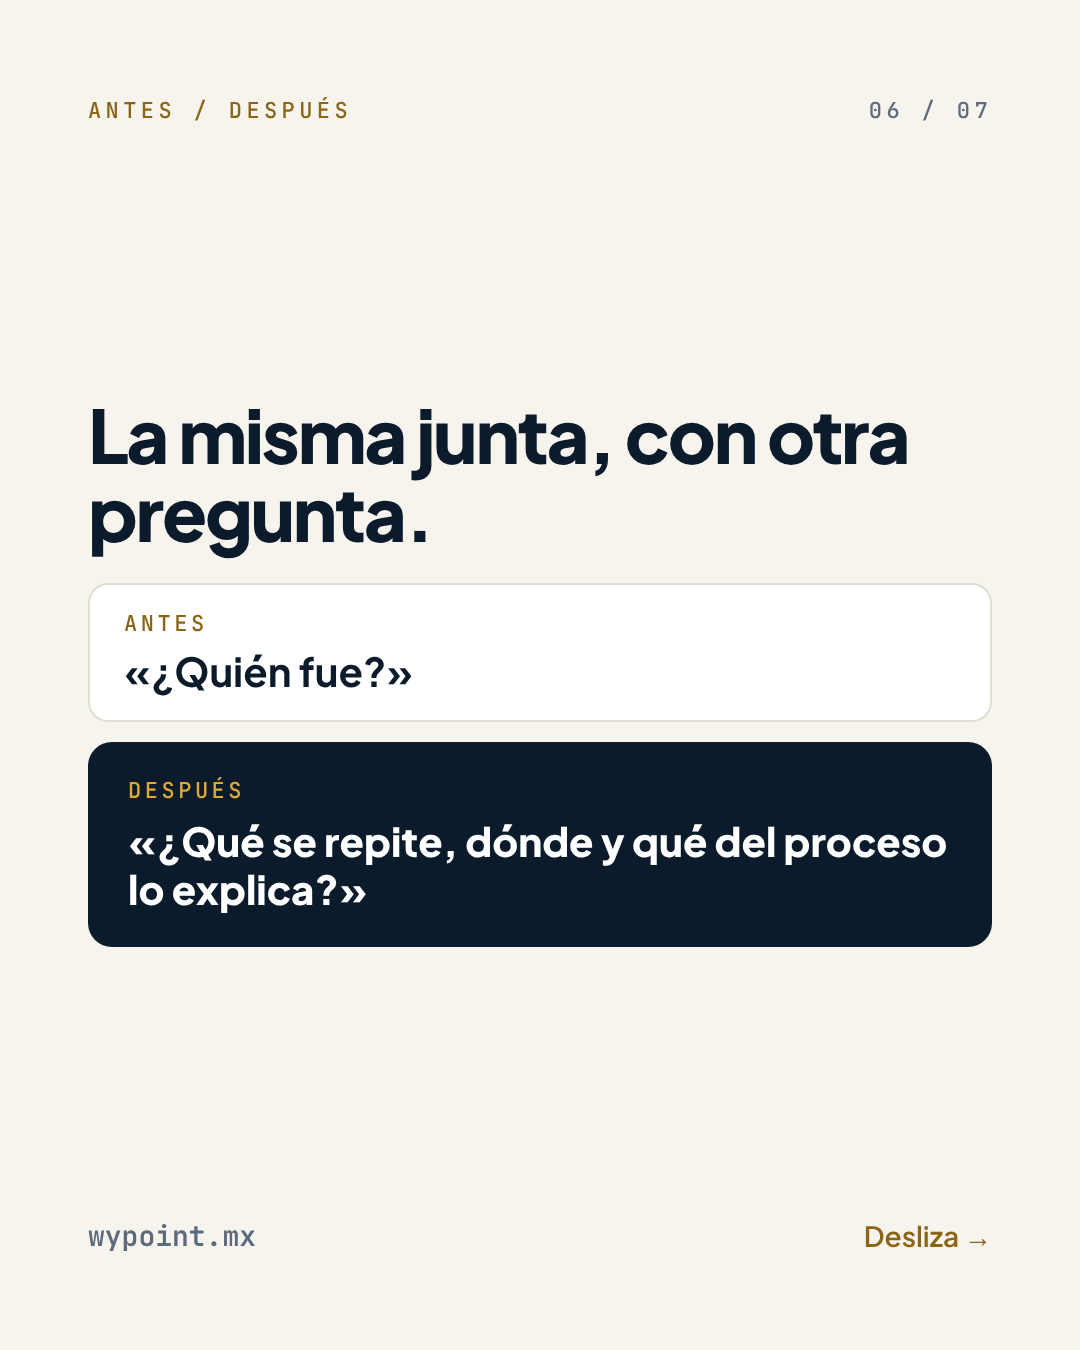 ANTES / DESPUÉS
06 / 07
La misma junta, con otra
pregunta.
ANTES
«¿Quién fue?»
DESPUÉS
«¿Qué se repite, dónde y qué del proceso
lo explica?»
wypoint.mx
Desliza →